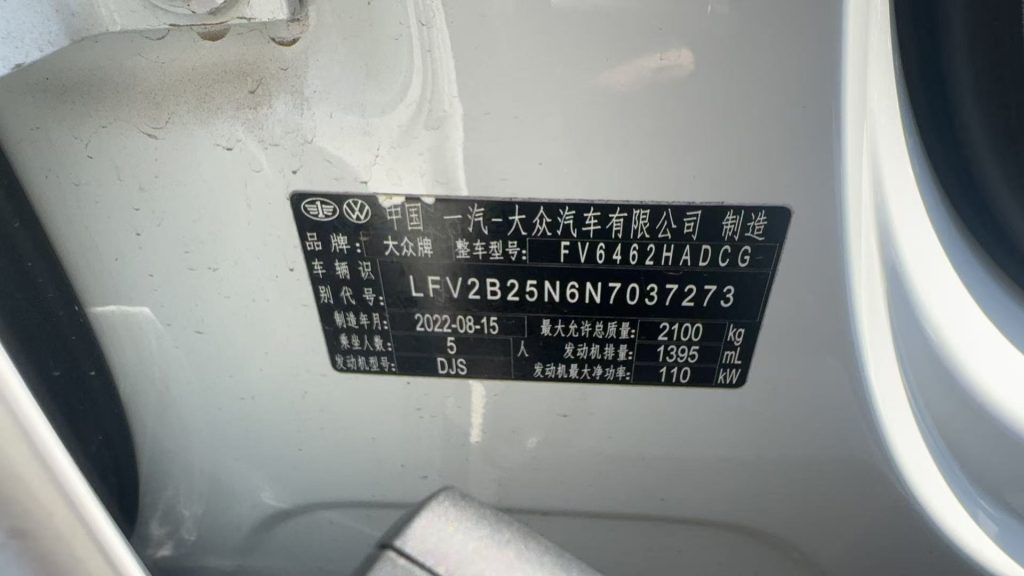 中国 一汽-大众汽车有限公司 制造
品牌: 大众牌 整车型号: FV6462HADCG
车辆识别代号: LFV2B25N6N7037273
制造年月: 2022-08-15 最大允许总质量: 2100 kg
乘坐人数: 5 人 发动机排量: 1395 mL
发动机型号: DJS 发动机最大净功率: 110 kW